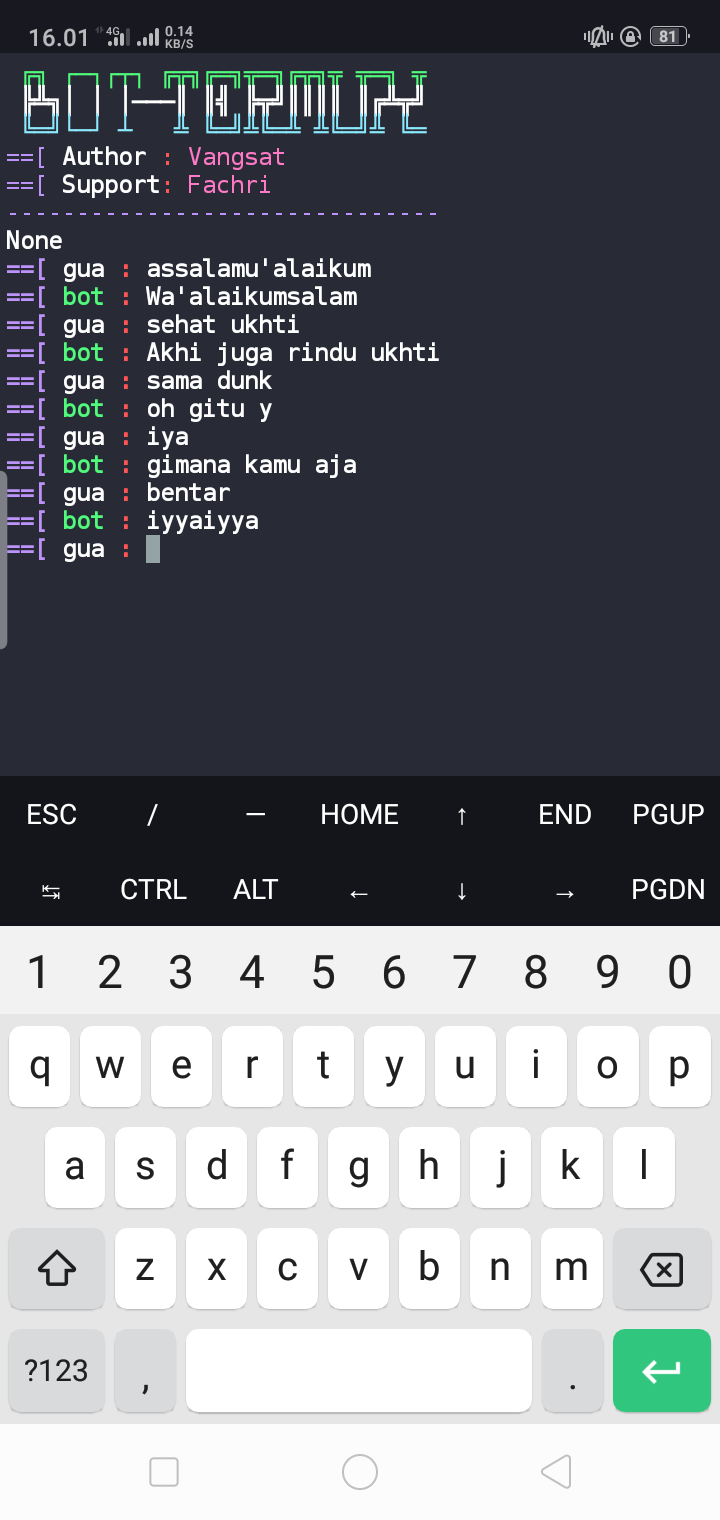 16.01 4G 0.14 KB/S 81
==[ Author : Vangsat
==[ Support: Fachri
-------------------------------
None
==[ gua : assalamu'alaikum
==[ bot : Wa'alaikumsalam
==[ gua : sehat ukhti
==[ bot : Akhi juga rindu ukhti
==[ gua : sama dunk
==[ bot : oh gitu y
==[ gua : iya
==[ bot : gimana kamu aja
==[ gua : bentar
==[ bot : iyyaiyya
==[ gua :
ESC / — HOME ↑ END PGUP
↹ CTRL ALT ← ↓ → PGDN
1 2 3 4 5 6 7 8 9 0
q w e r t y u i o p
a s d f g h j k l
z x c v b n m
?123 , .